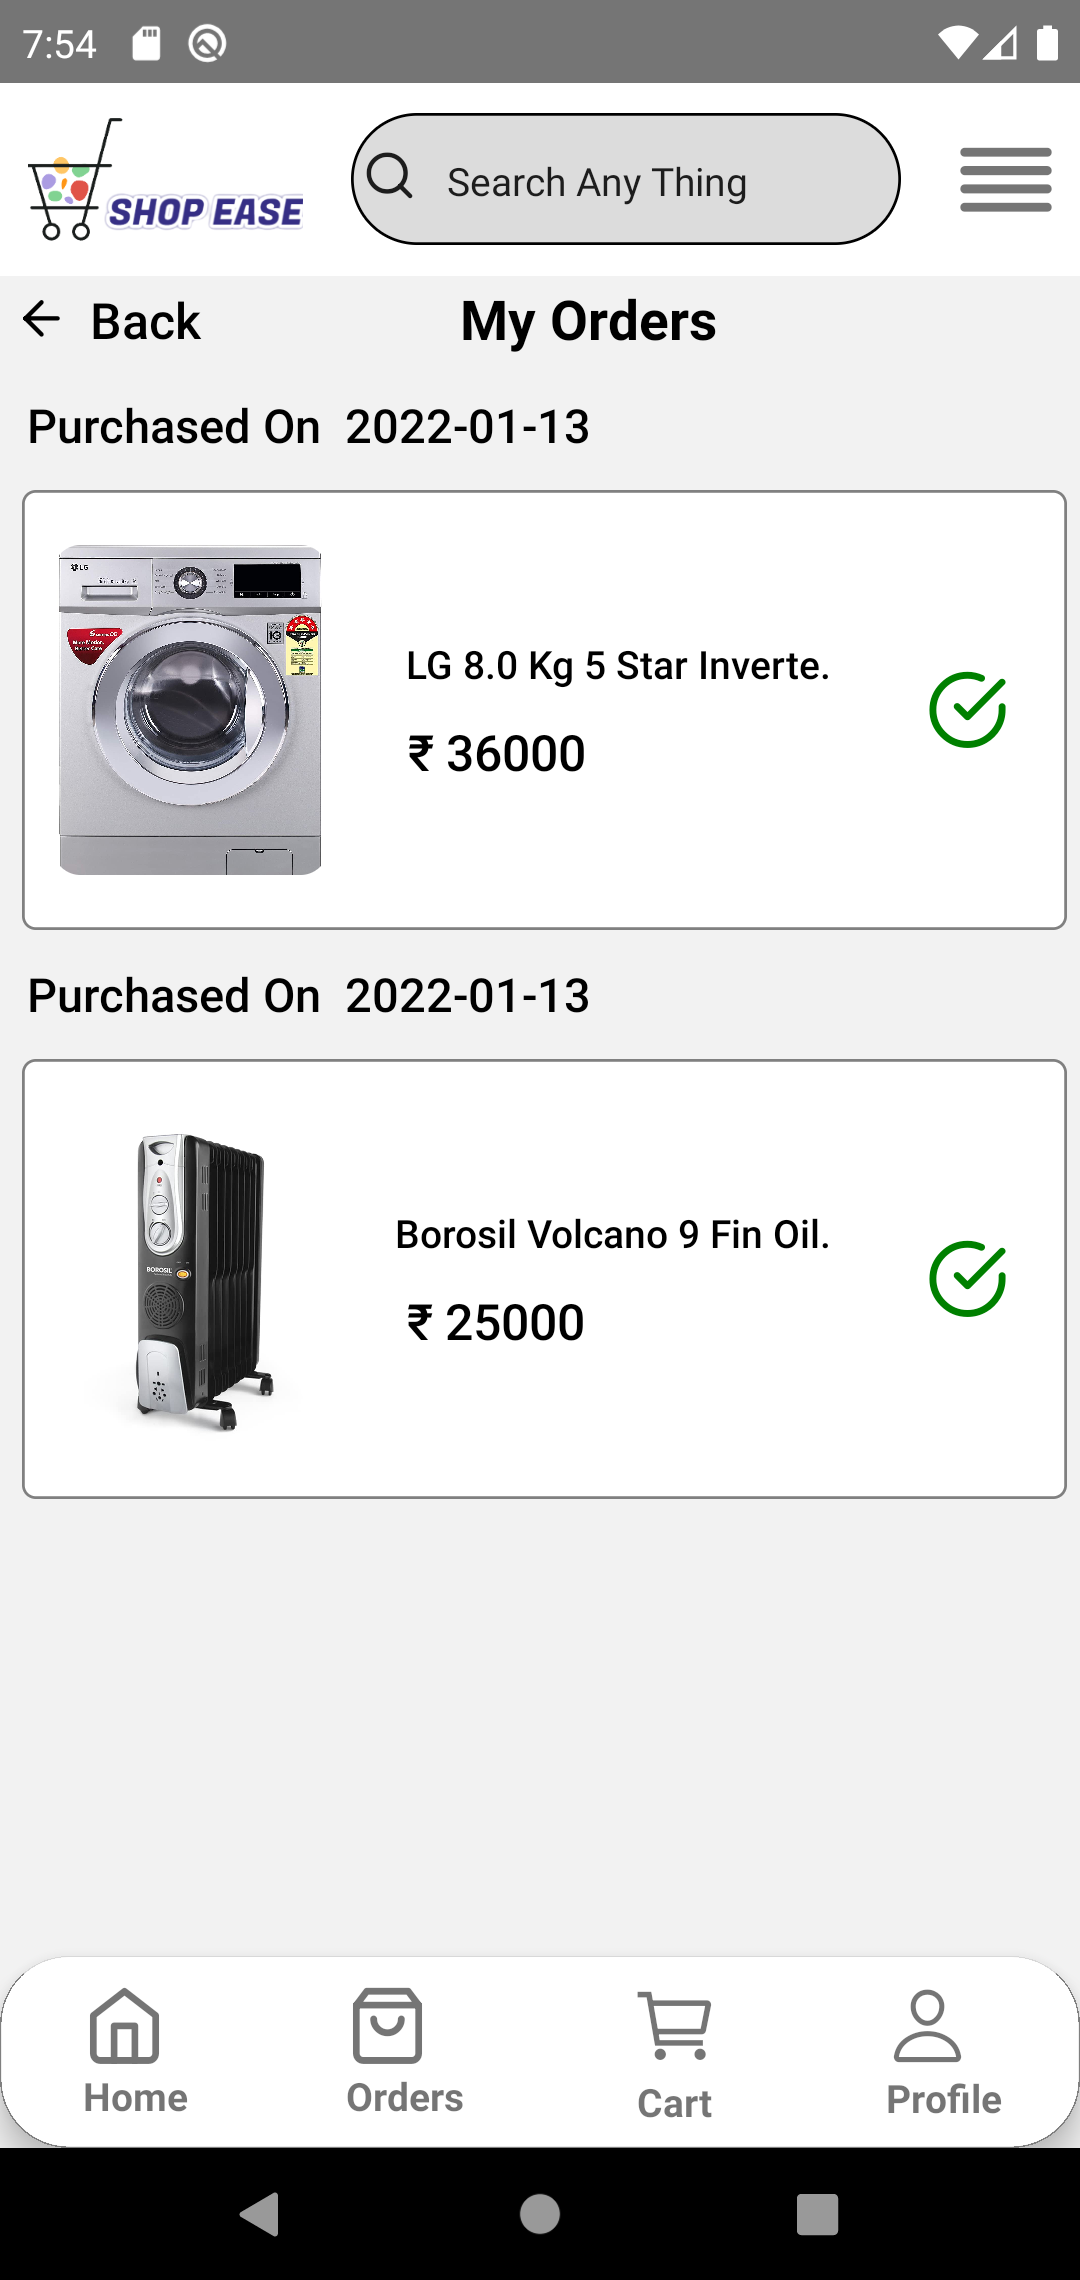 7:54
SHOP EASE
Search Any Thing
Back
My Orders
Purchased On 2022-01-13
LG
LG 8.0 Kg 5 Star Inverte.
₹ 36000
Purchased On 2022-01-13
BOROSIL
Borosil Volcano 9 Fin Oil.
₹ 25000
Home
Orders
Cart
Profile